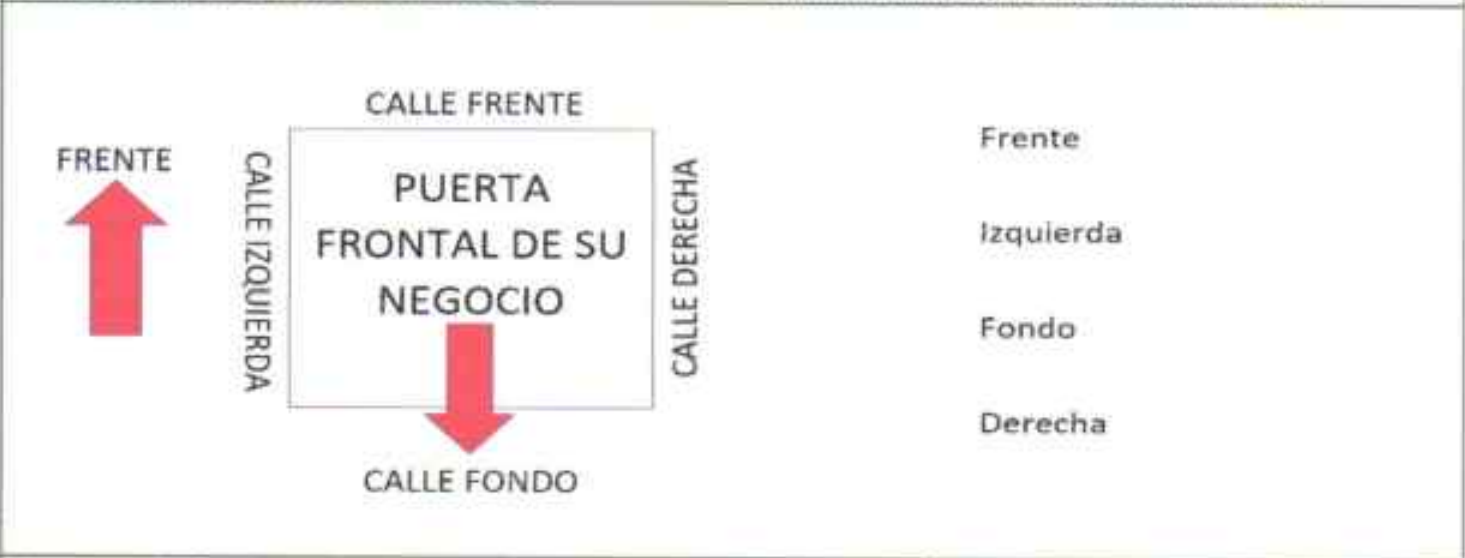 CALLE FRENTE
FRENTE
CALLE IZQUIERDA
PUERTA
FRONTAL DE SU
NEGOCIO
CALLE DERECHA
CALLE FONDO
Frente
Izquierda
Fondo
Derecha